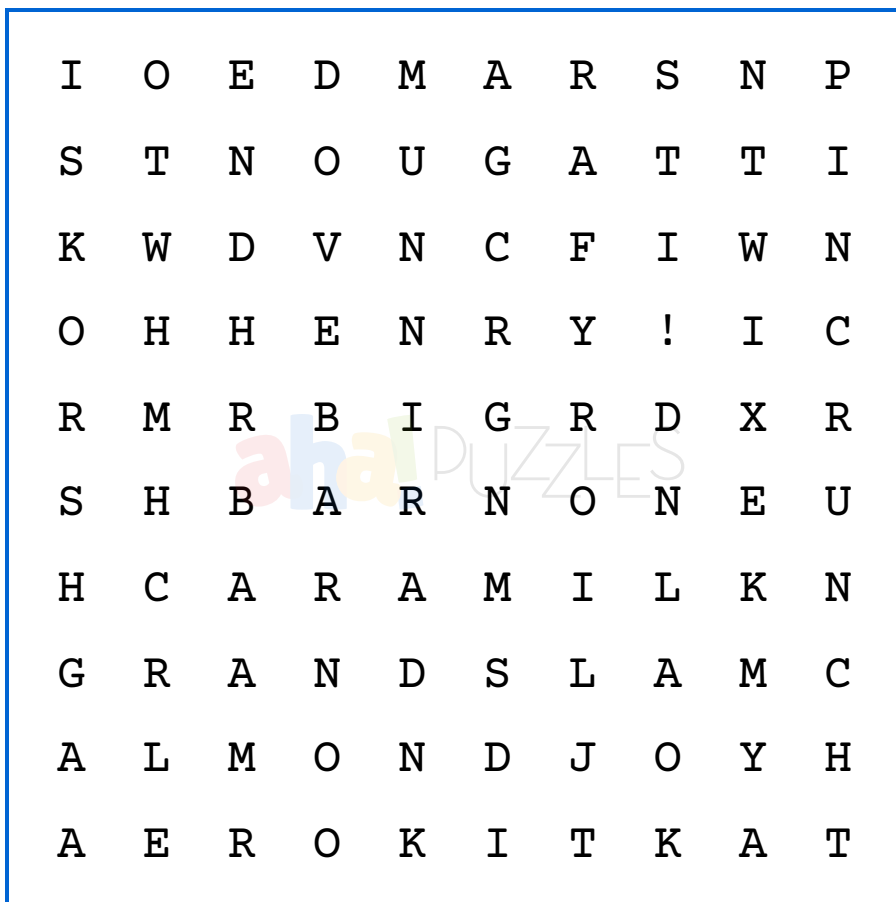 I O E D M A R S N P
S T N O U G A T T I
K W D V N C F I W N
O H H E N R Y ! I C
R M R B I G R D X R
S H B A R N O N E U
H C A R A M I L K N
G R A N D S L A M C
A L M O N D J O Y H
A E R O K I T K A T
aha! PUZZLES